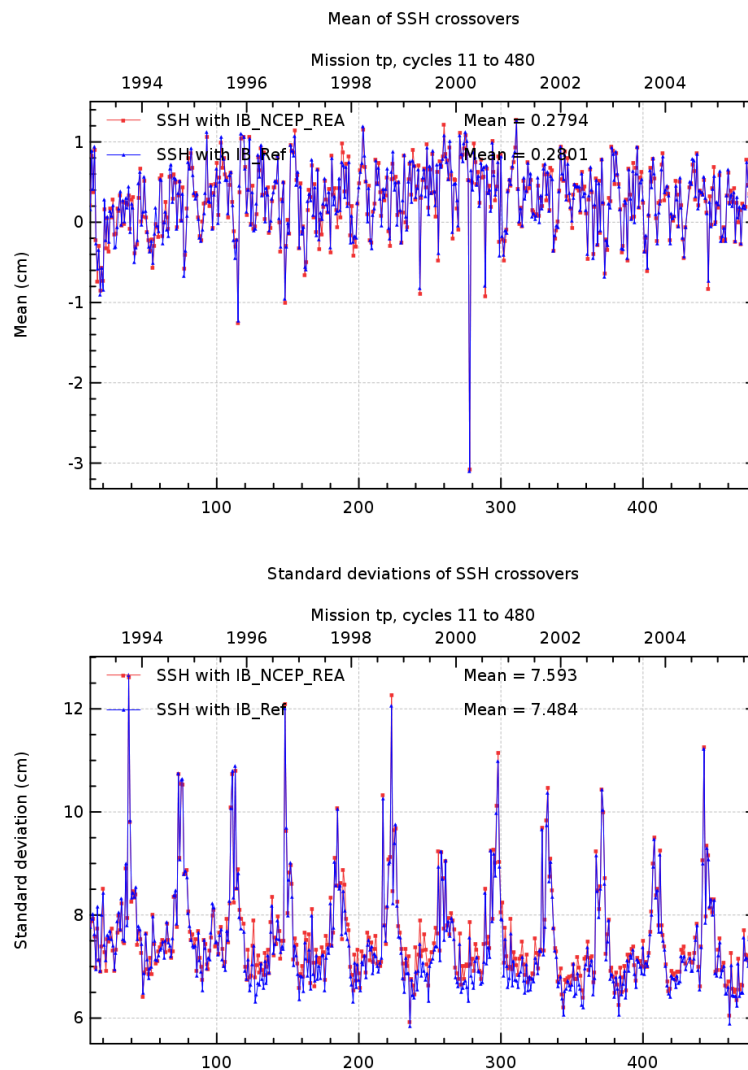 Mean of SSH crossovers
Mission tp, cycles 11 to 480
1994 1996 1998 2000 2002 2004
SSH with IB_NCEP_REA Mean = 0.2794
SSH with IB_Ref Mean = 0.2801
1
0
-1
-2
-3
Mean (cm)
100 200 300 400
Standard deviations of SSH crossovers
Mission tp, cycles 11 to 480
1994 1996 1998 2000 2002 2004
SSH with IB_NCEP_REA Mean = 7.593
SSH with IB_Ref Mean = 7.484
12
10
8
6
Standard deviation (cm)
100 200 300 400